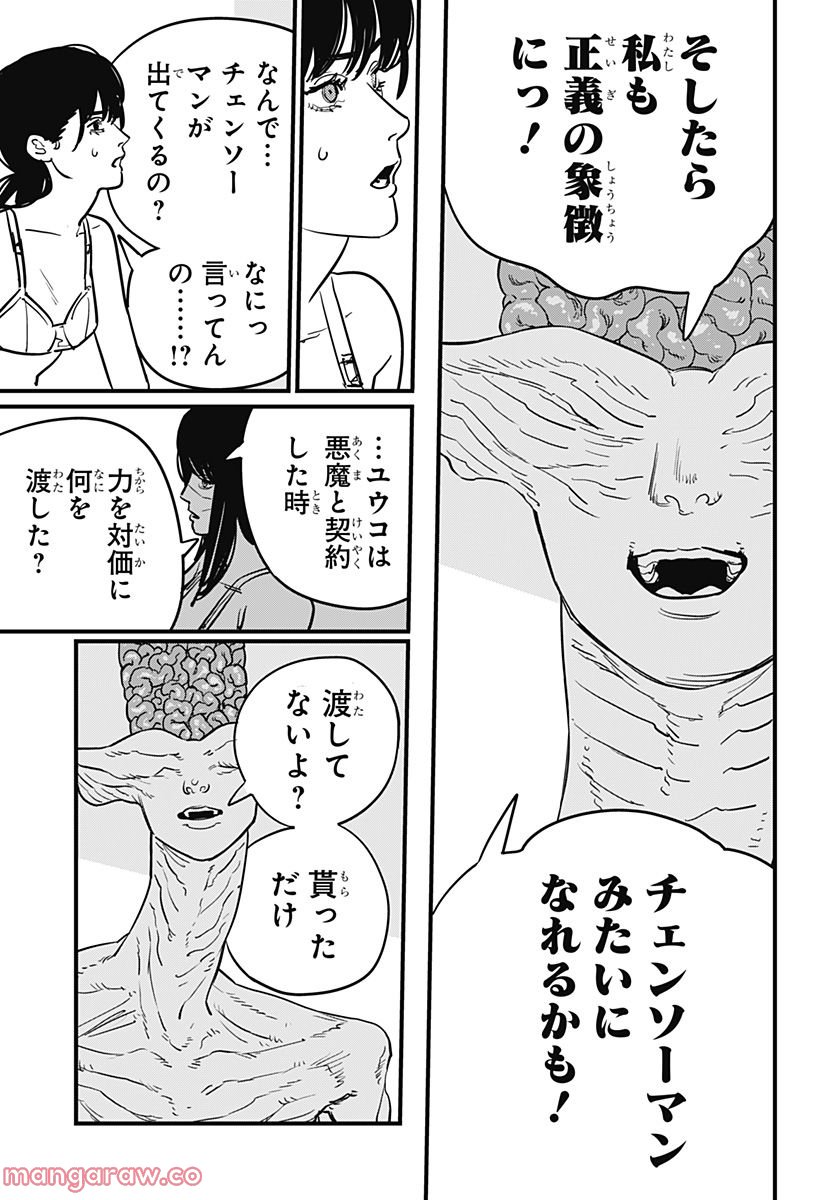 そしたら
私も
正義の象徴
にっ！
チェンソーマン
みたいに
なれるかも！
なんで…
チェンソー
マンが
出てくるの？
なにっ
言ってん
の……⁉
…ユウコは
悪魔と契約
した時
力を対価に
何を
渡した？
渡して
ないよ？
貰った
だけ
mangaraw.co